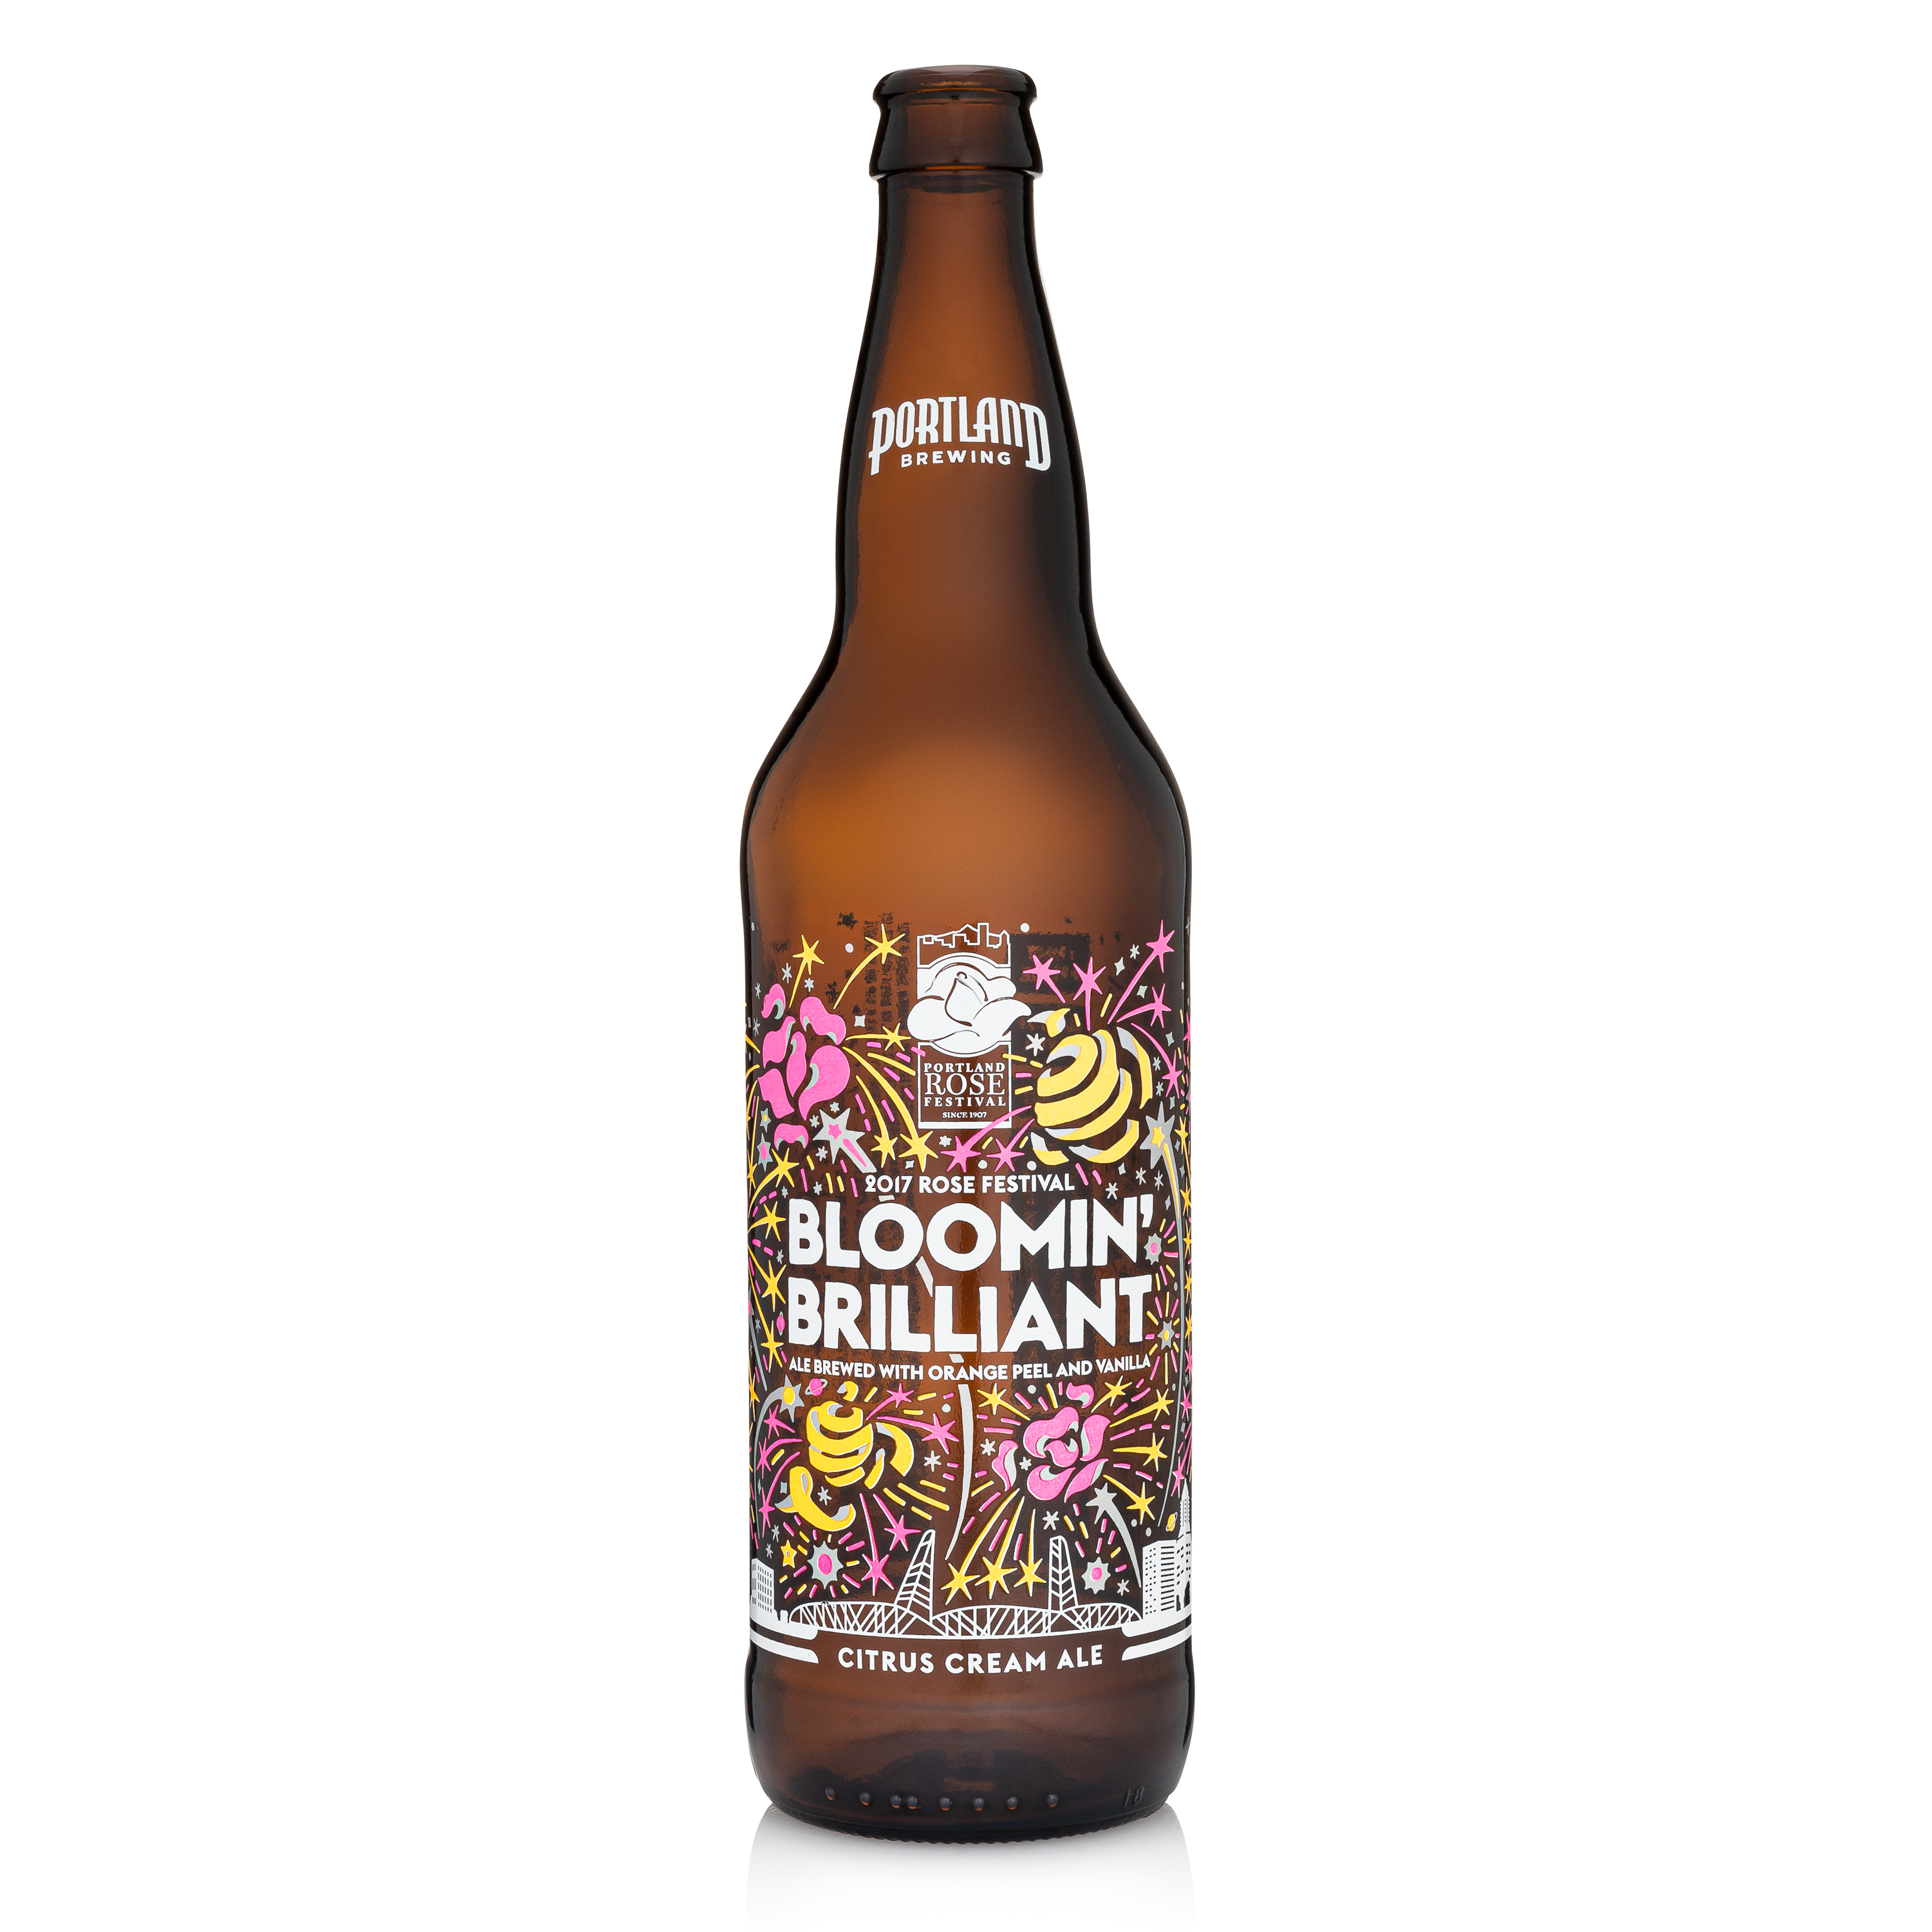 PORTLAND
BREWING
PORTLAND
ROSE
FESTIVAL
SINCE 1907
2017 ROSE FESTIVAL
BLOOMIN'
BRILLIANT
ALE BREWED WITH ORANGE PEEL AND VANILLA
CITRUS CREAM ALE
18